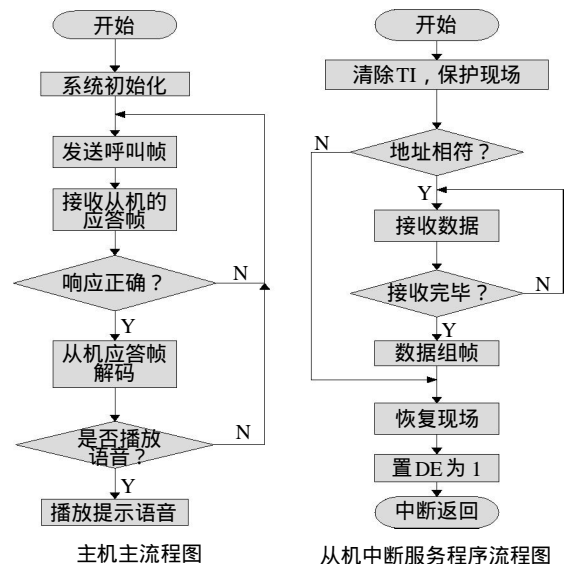 开始
系统初始化
发送呼叫帧
接收从机的
应答帧
响应正确？
N
Y
从机应答帧
解码
是否播放
语音？
N
Y
播放提示语音
主机主流程图
开始
清除TI，保护现场
地址相符？
N
Y
接收数据
接收完毕？
N
Y
数据组帧
恢复现场
置DE为 1
中断返回
从机中断服务程序流程图